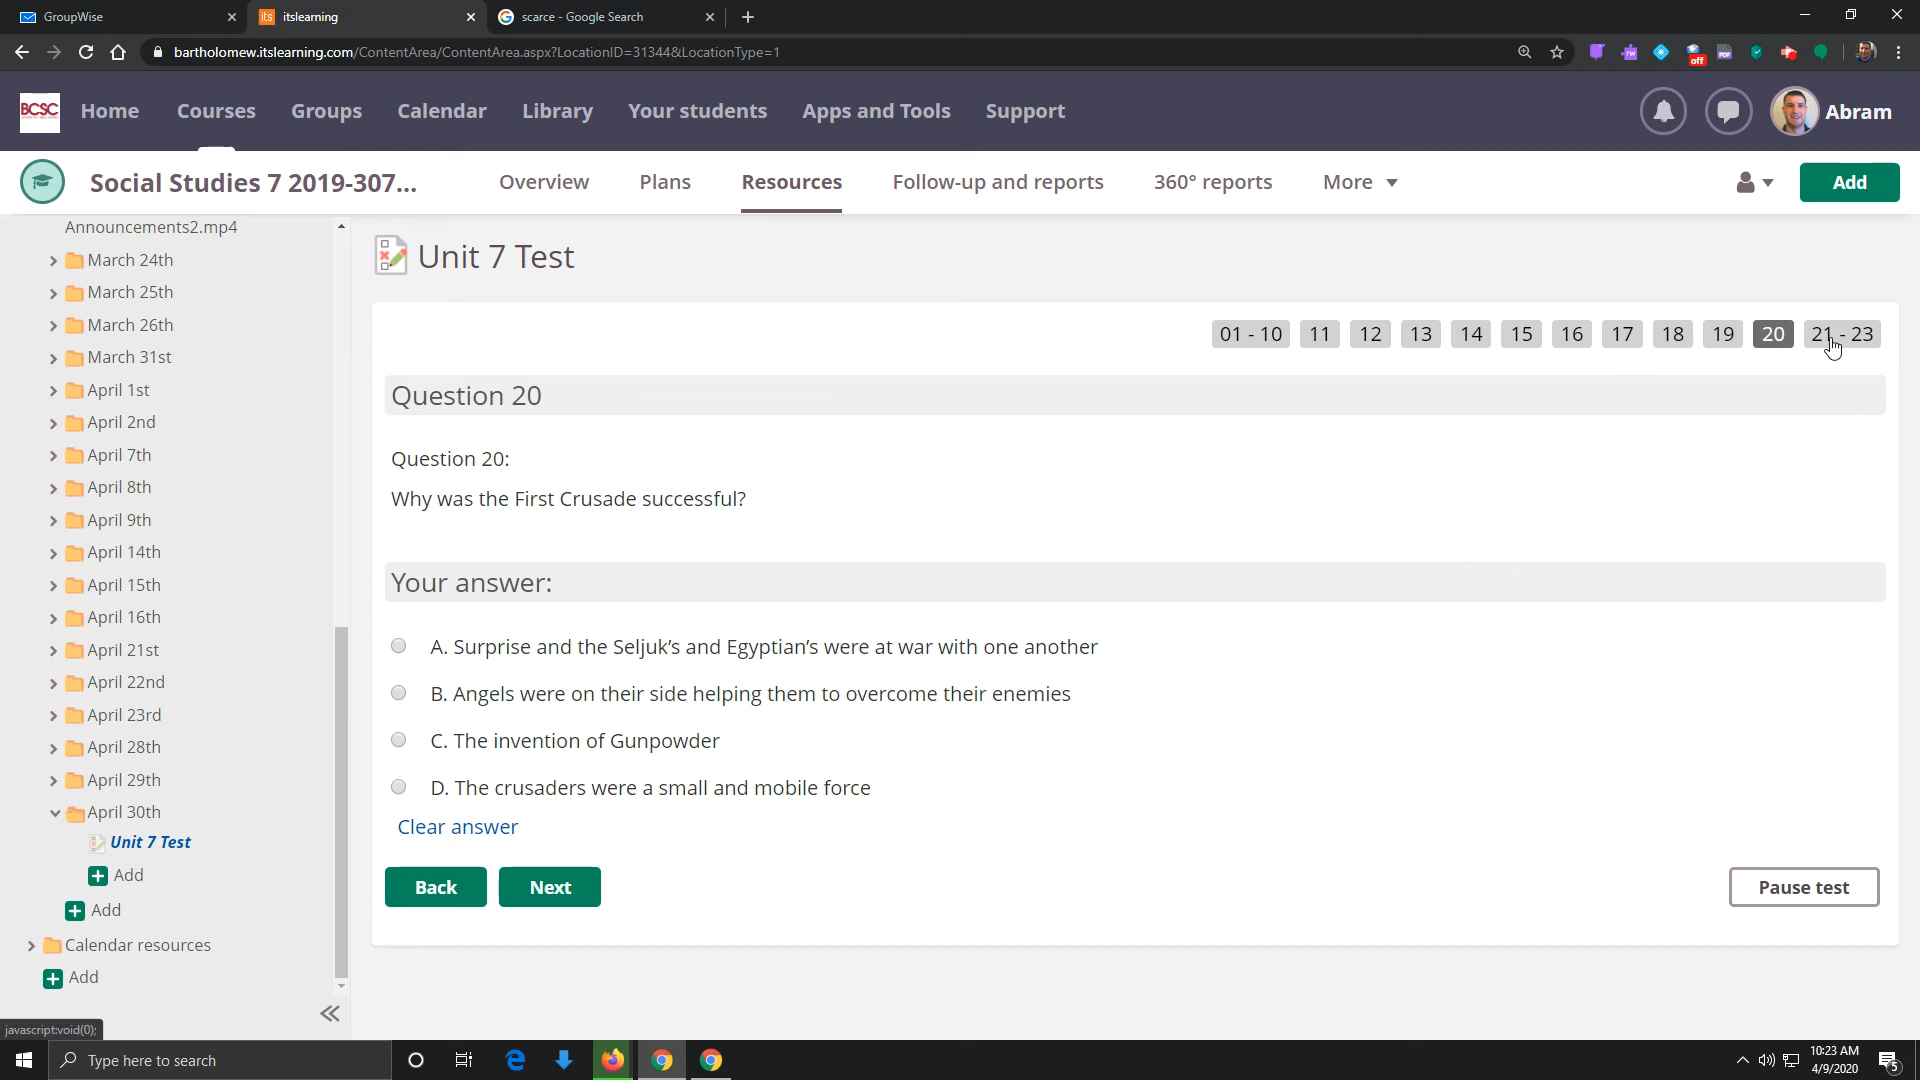 GroupWise
itslearning
scarce - Google Search
bartholomew.itslearning.com/ContentArea/ContentArea.aspx?LocationID=31344&LocationType=1
off
PDF
BCSC
Home
Courses
Groups
Calendar
Library
Your students
Apps and Tools
Support
Abram
Social Studies 7 2019-307...
Overview
Plans
Resources
Follow-up and reports
360° reports
More
Add
Announcements2.mp4
March 24th
March 25th
March 26th
March 31st
April 1st
April 2nd
April 7th
April 8th
April 9th
April 14th
April 15th
April 16th
April 21st
April 22nd
April 23rd
April 28th
April 29th
April 30th
Unit 7 Test
Add
Add
Calendar resources
Add
javascript:void(0);
Unit 7 Test
01 - 10 11 12 13 14 15 16 17 18 19 20 21 - 23
Question 20
Question 20:
Why was the First Crusade successful?
Your answer:
A. Surprise and the Seljuk’s and Egyptian’s were at war with one another
B. Angels were on their side helping them to overcome their enemies
C. The invention of Gunpowder
D. The crusaders were a small and mobile force
Clear answer
Back
Next
Pause test
Type here to search
10:23 AM
4/9/2020
5